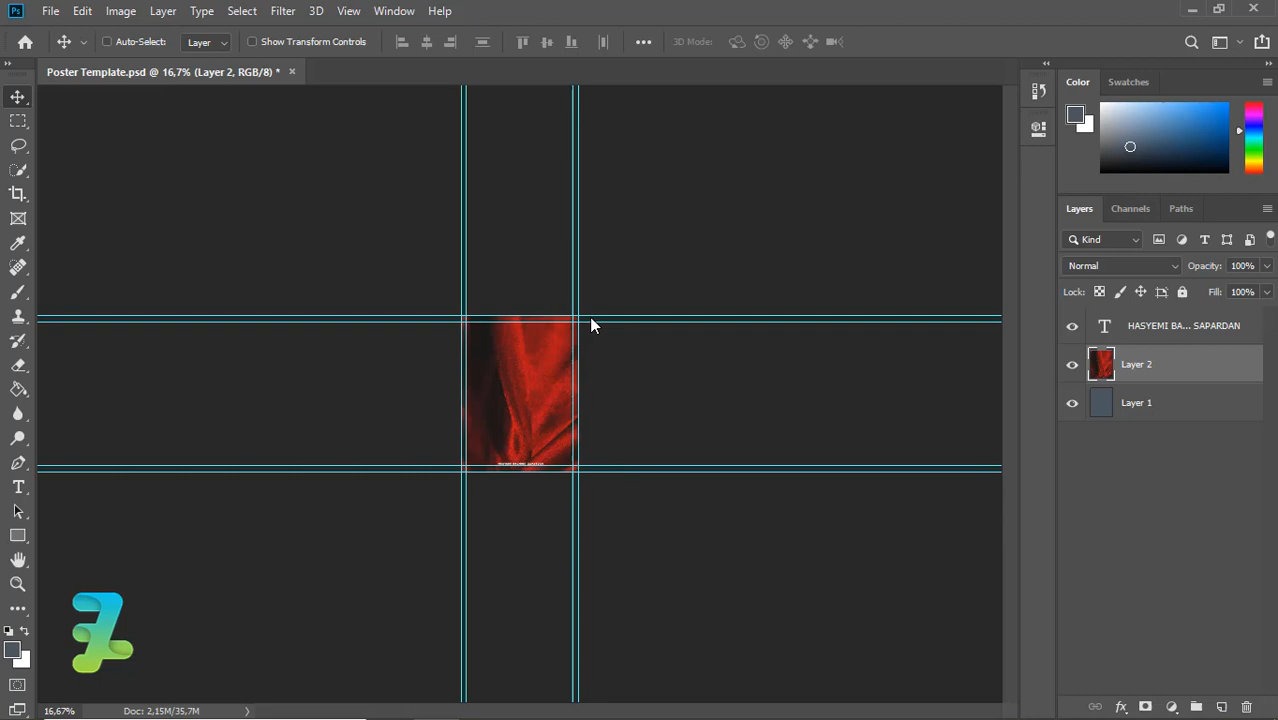 Ps File Edit Image Layer Type Select Filter 3D View Window Help
Auto-Select: Layer Show Transform Controls 3D Mode:
Poster Template.psd @ 16,7% (Layer 2, RGB/8) *
Color Swatches
Layers Channels Paths
Kind
Normal Opacity: 100%
Lock: Fill: 100%
HASYEMI BA... SAPARDAN
Layer 2
Layer 1
16,67% Doc: 2,15M/35,7M